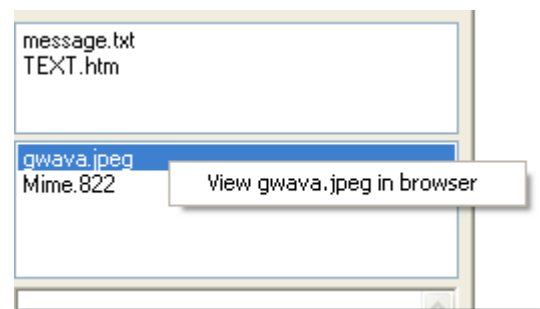 message.txt
TEXT.htm
gwava.jpeg
Mime.822
View gwava.jpeg in browser